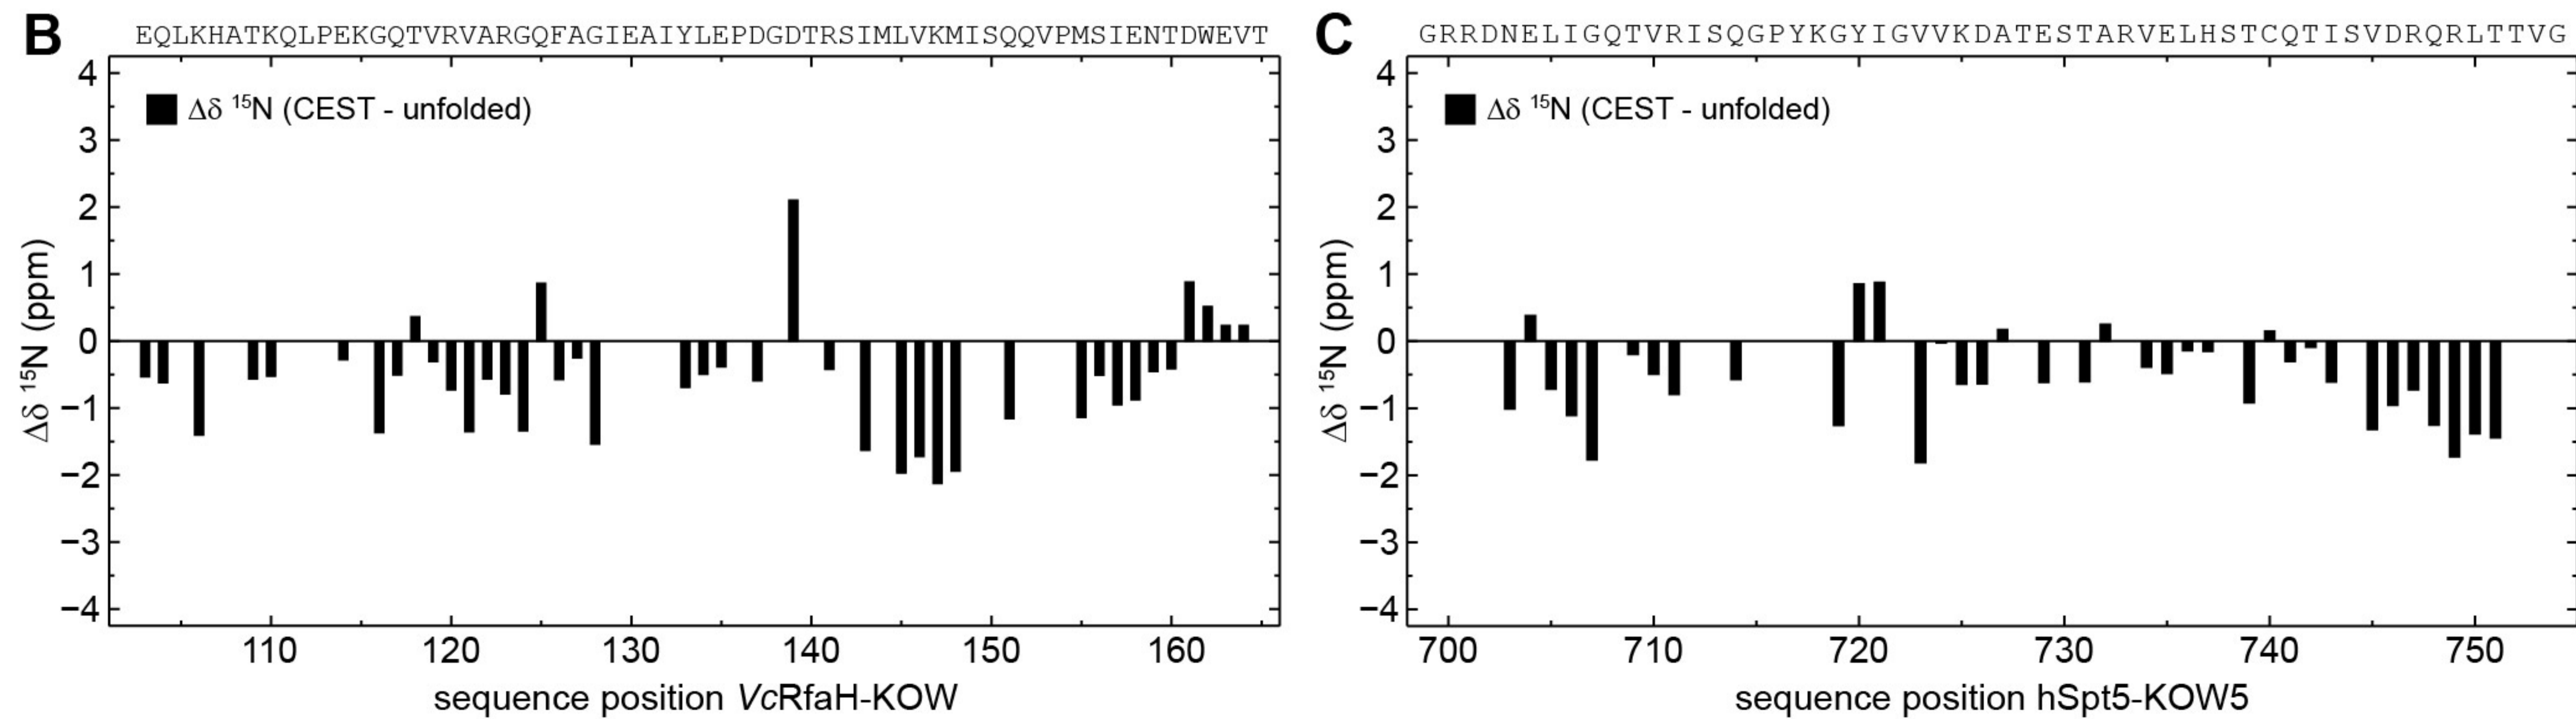 B
EQLKHATKQLPEKGQTVRVARGQFAGIEAIYLEPDGDTRSIMLVKMISQQVPMSIENTDWEVT
Δδ ¹⁵N (CEST - unfolded)
Δδ ¹⁵N (ppm)
4
3
2
1
0
−1
−2
−3
−4
110 120 130 140 150 160
sequence position VcRfaH-KOW
C
GRRDNELIGQTVRISQGPYKGYIGVVKDATESTARVELHSTCQTISVDRQRLTTVG
Δδ ¹⁵N (CEST - unfolded)
Δδ ¹⁵N (ppm)
4
3
2
1
0
−1
−2
−3
−4
700 710 720 730 740 750
sequence position hSpt5-KOW5